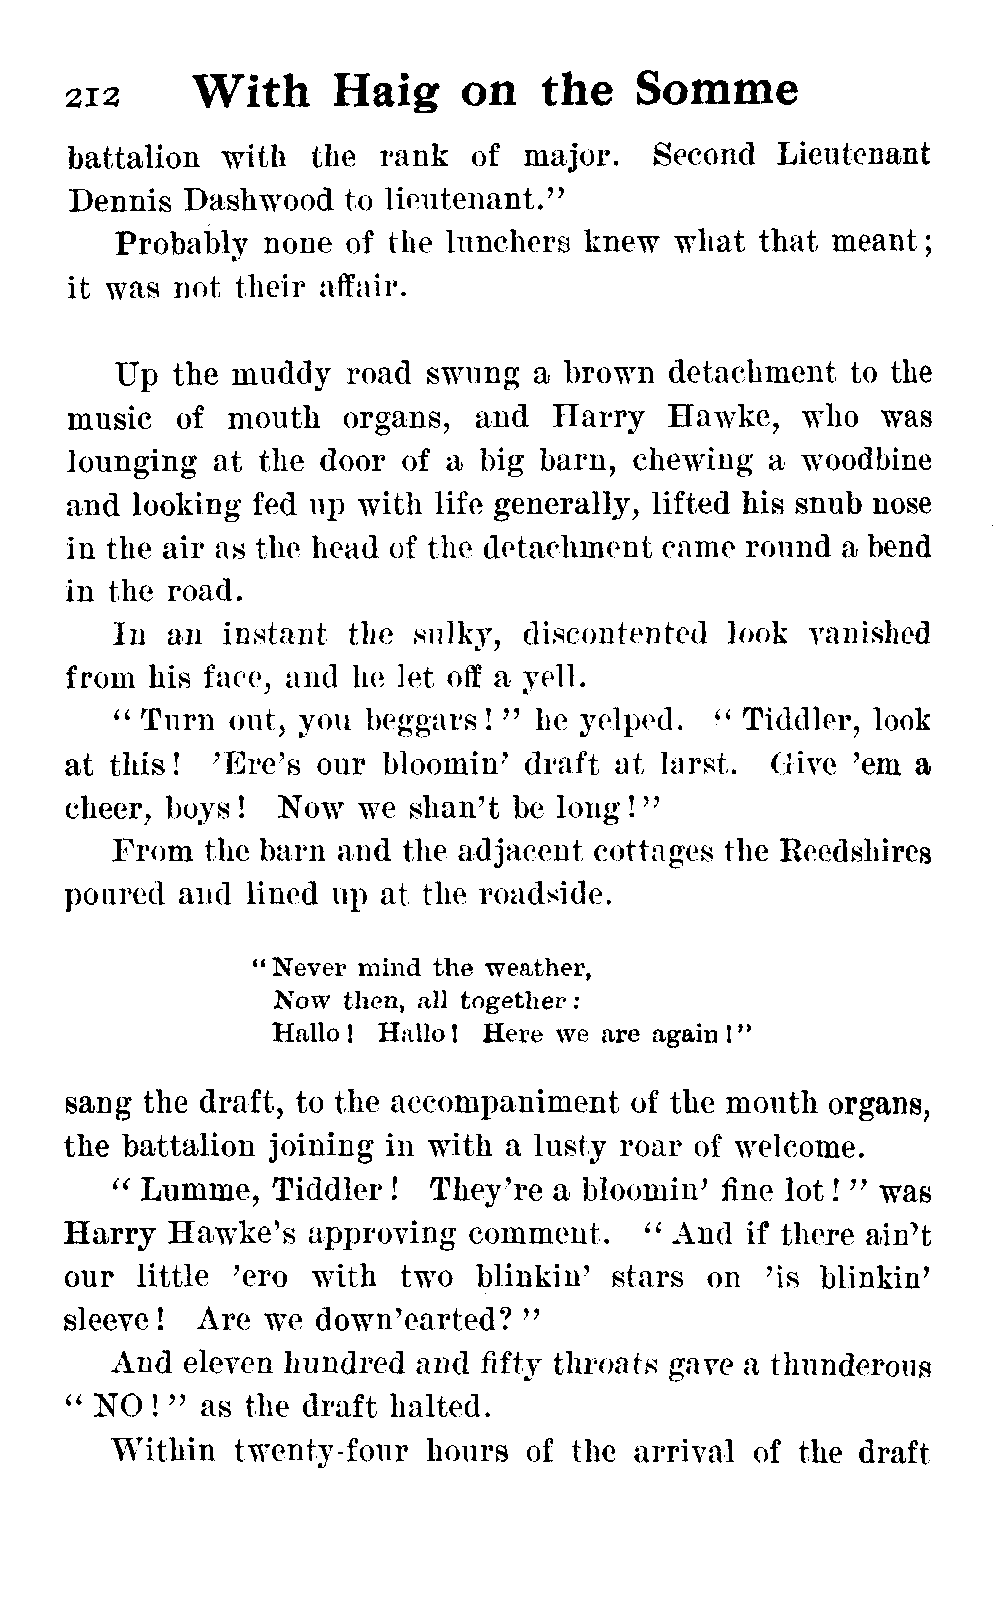 212 With Haig on the Somme
battalion with the rank of major. Second Lieutenant
Dennis Dashwood to lieutenant.”
Probably none of the lunchers knew what that meant;
it was not their affair.
Up the muddy road swung a brown detachment to the
music of mouth organs, and Harry Hawke, who was
lounging at the door of a big barn, chewing a woodbine
and looking fed up with life generally, lifted his snub nose
in the air as the head of the detachment came round a bend
in the road.
In an instant the sulky, discontented look vanished
from his face, and he let off a yell.
“Turn out, you beggars!” he yelped. “Tiddler, look
at this! ’Ere’s our bloomin’ draft at larst. Give ’em a
cheer, boys! Now we shan’t be long!”
From the barn and the adjacent cottages the Reedshires
poured and lined up at the roadside.
“Never mind the weather,
Now then, all together:
Hallo! Hallo! Here we are again!”
sang the draft, to the accompaniment of the mouth organs,
the battalion joining in with a lusty roar of welcome.
“Lumme, Tiddler! They’re a bloomin’ fine lot!” was
Harry Hawke’s approving comment. “And if there ain’t
our little ’ero with two blinkin’ stars on ’is blinkin’
sleeve! Are we down’earted?”
And eleven hundred and fifty throats gave a thunderous
“NO!” as the draft halted.
Within twenty-four hours of the arrival of the draft